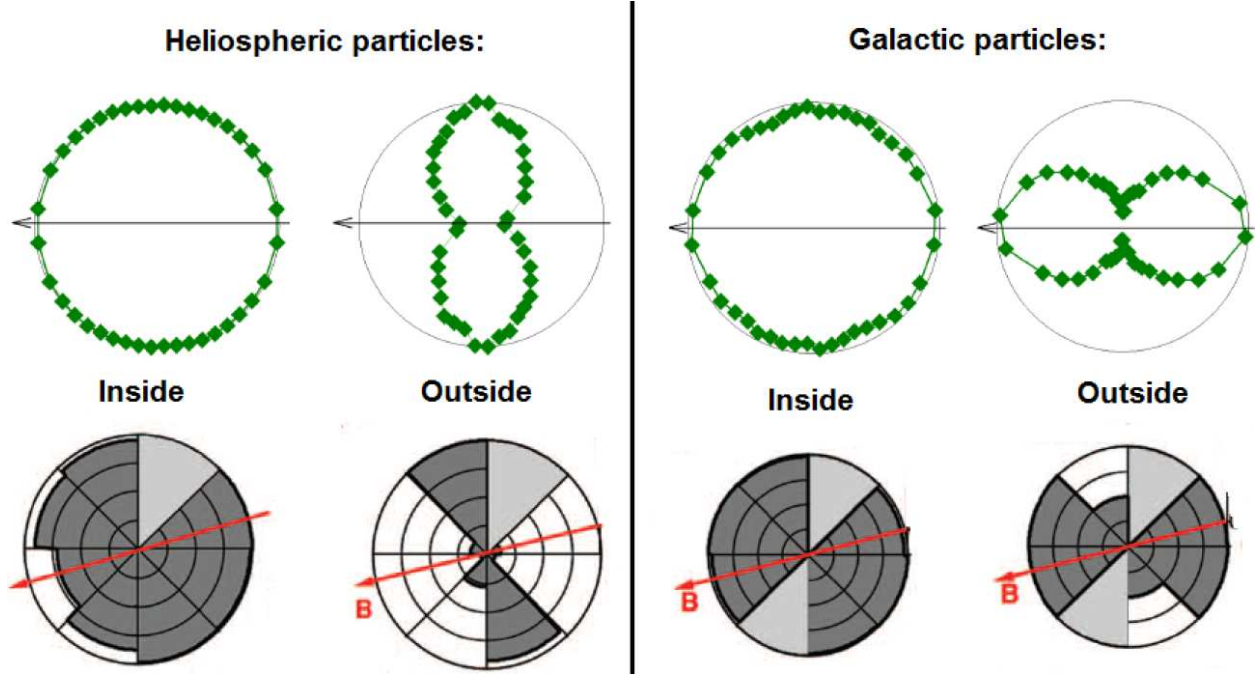 Heliospheric particles:
Galactic particles:
Inside
Outside
Inside
Outside
B
B
B
B